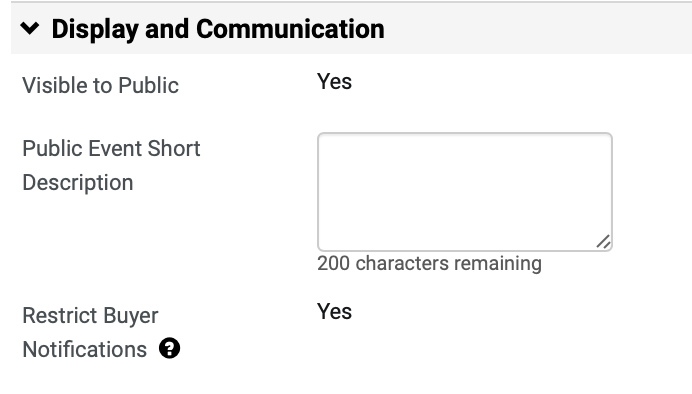 Display and Communication
Visible to Public Yes
Public Event Short
Description
200 characters remaining
Restrict Buyer Yes
Notifications ?